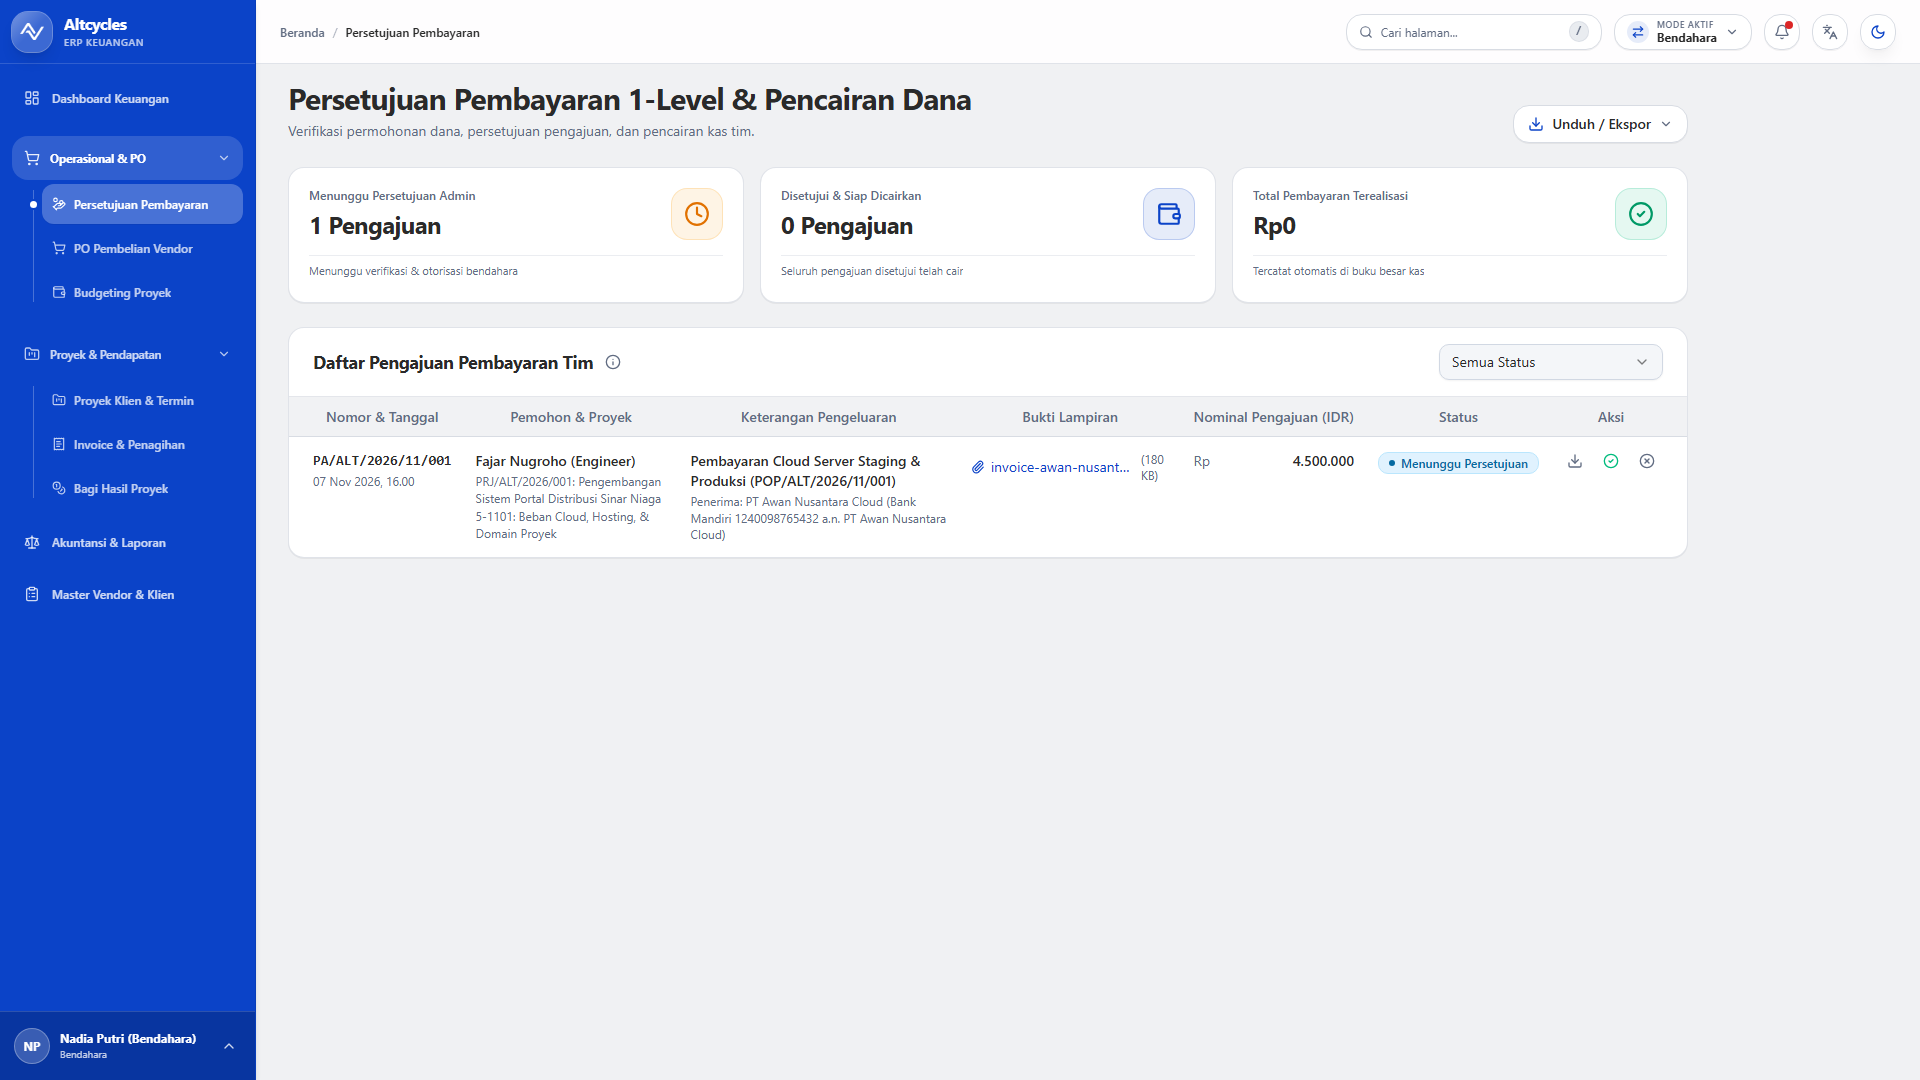 Altcycles
ERP KEUANGAN
Dashboard Keuangan
Operasional & PO
Persetujuan Pembayaran
PO Pembelian Vendor
Budgeting Proyek
Proyek & Pendapatan
Proyek Klien & Termin
Invoice & Penagihan
Bagi Hasil Proyek
Akuntansi & Laporan
Master Vendor & Klien
NP
Nadia Putri (Bendahara)
Bendahara
Beranda / Persetujuan Pembayaran
Cari halaman... /
MODE AKTIF
Bendahara
Persetujuan Pembayaran 1-Level & Pencairan Dana
Verifikasi permohonan dana, persetujuan pengajuan, dan pencairan kas tim.
Unduh / Ekspor
Menunggu Persetujuan Admin
1 Pengajuan
Menunggu verifikasi & otorisasi bendahara
Disetujui & Siap Dicairkan
0 Pengajuan
Seluruh pengajuan disetujui telah cair
Total Pembayaran Terealisasi
Rp0
Tercatat otomatis di buku besar kas
Daftar Pengajuan Pembayaran Tim
Semua Status
Nomor & Tanggal Pemohon & Proyek Keterangan Pengeluaran Bukti Lampiran Nominal Pengajuan (IDR) Status Aksi
PA/ALT/2026/11/001
07 Nov 2026, 16.00
Fajar Nugroho (Engineer)
PRJ/ALT/2026/001: Pengembangan
Sistem Portal Distribusi Sinar Niaga
5-1101: Beban Cloud, Hosting, &
Domain Proyek
Pembayaran Cloud Server Staging &
Produksi (POP/ALT/2026/11/001)
Penerima: PT Awan Nusantara Cloud (Bank
Mandiri 1240098765432 a.n. PT Awan Nusantara
Cloud)
invoice-awan-nusant...
(180
KB)
Rp 4.500.000
Menunggu Persetujuan